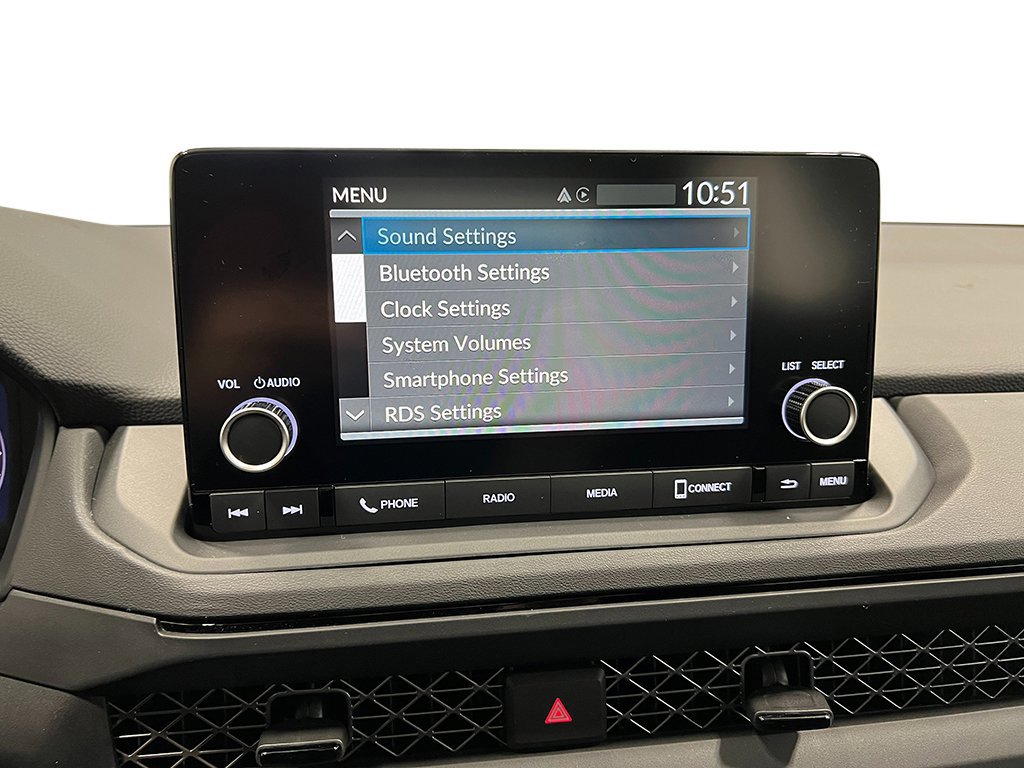 MENU 10:51
Sound Settings
Bluetooth Settings
Clock Settings
System Volumes
Smartphone Settings
RDS Settings
VOL AUDIO
LIST SELECT
PHONE RADIO MEDIA CONNECT MENU